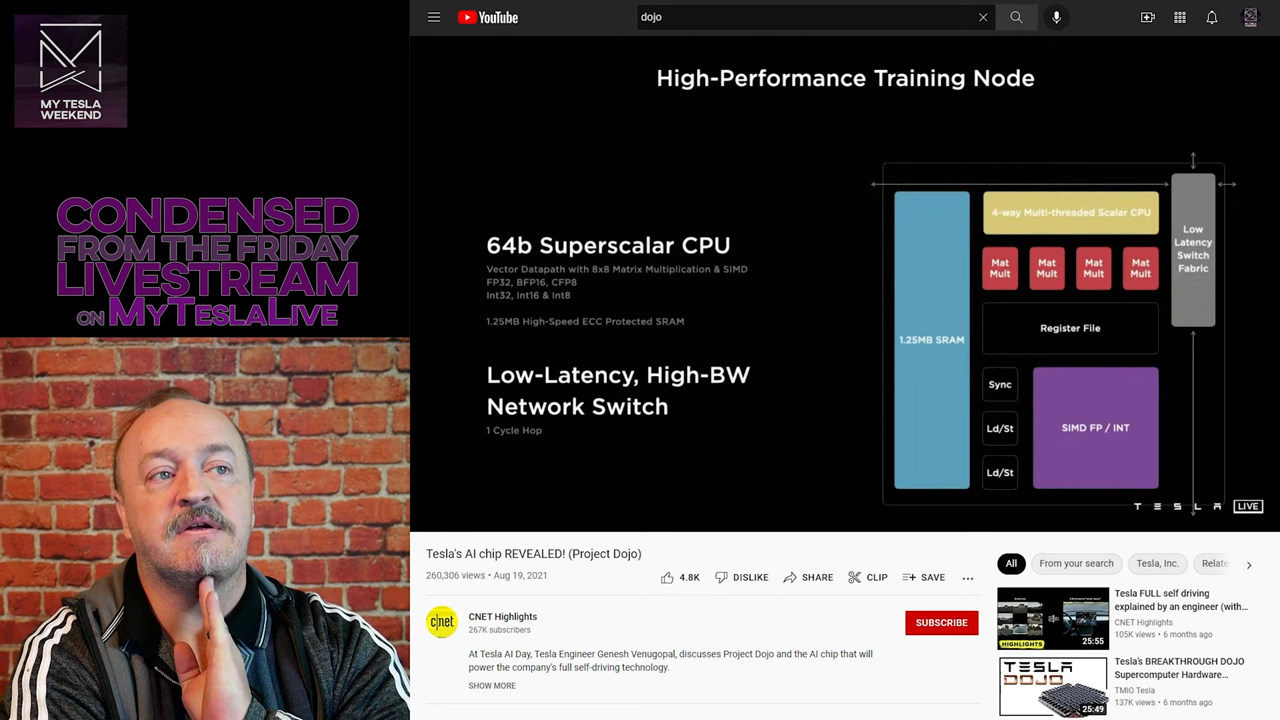 MY TESLA
WEEKEND
CONDENSED
FROM THE FRIDAY
LIVESTREAM
ON MYTESLALIVE
YouTube
dojo
High-Performance Training Node
64b Superscalar CPU
Vector Datapath with 8x8 Matrix Multiplication & SIMD
FP32, BFP16, CFP8
Int32, Int16 & Int8
1.25MB High-Speed ECC Protected SRAM
Low-Latency, High-BW
Network Switch
1 Cycle Hop
1.25MB SRAM
4-way Multi-threaded Scalar CPU
Mat
Mult
Mat
Mult
Mat
Mult
Mat
Mult
Register File
Sync
Ld/St
Ld/St
SIMD FP / INT
Low
Latency
Switch
Fabric
TESLA LIVE
Tesla's AI chip REVEALED! (Project Dojo)
260,306 views • Aug 19, 2021
4.8K DISLIKE SHARE CLIP SAVE ...
c|net
CNET Highlights
267K subscribers
SUBSCRIBE
At Tesla AI Day, Tesla Engineer Genesh Venugopal, discusses Project Dojo and the AI chip that will
power the company's full self-driving technology.
SHOW MORE
All From your search Tesla, Inc. Relate
HIGHLIGHTS
25:55
Tesla FULL self driving
explained by an engineer (with...
CNET Highlights
105K views • 6 months ago
TESLA
DOJO
25:49
Tesla's BREAKTHROUGH DOJO
Supercomputer Hardware...
TMIO Tesla
137K views • 6 months ago